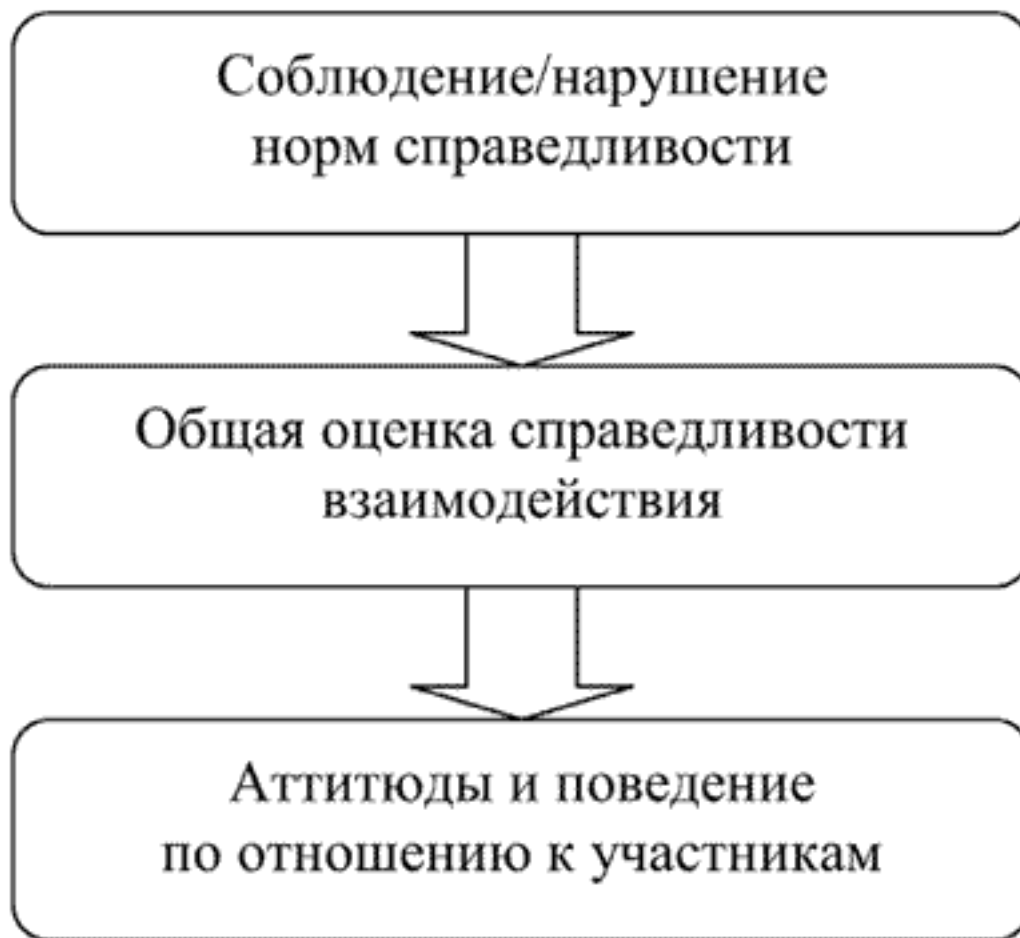 Соблюдение/нарушение
норм справедливости
Общая оценка справедливости
взаимодействия
Аттитюды и поведение
по отношению к участникам